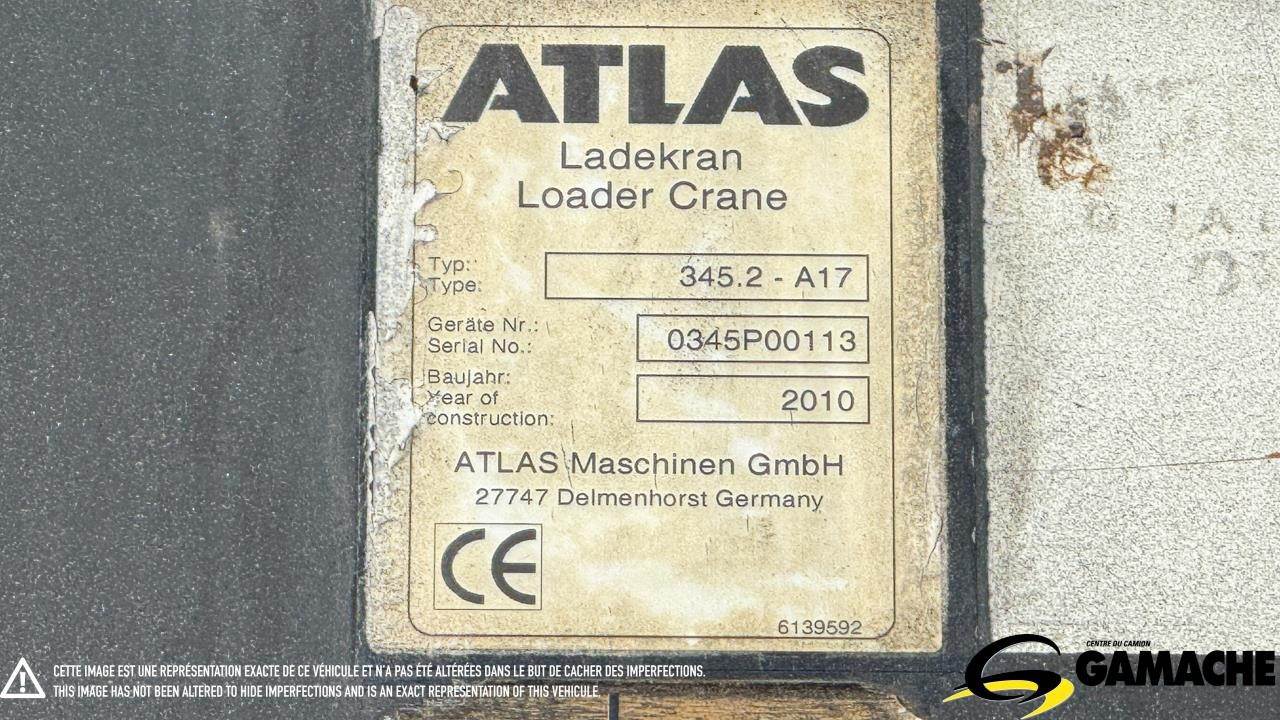 ATLAS
Ladekran
Loader Crane
Typ:
Type:
345.2 - A17
Geräte Nr.:
Serial No.:
0345P00113
Baujahr:
Year of
construction:
2010
ATLAS Maschinen GmbH
27747 Delmenhorst Germany
CE
6139592
CETTE IMAGE EST UNE REPRÉSENTATION EXACTE DE CE VÉHICULE ET N'A PAS ÉTÉ ALTÉRÉES DANS LE BUT DE CACHER DES IMPERFECTIONS.
THIS IMAGE HAS NOT BEEN ALTERED TO HIDE IMPERFECTIONS AND IS AN EXACT REPRESENTATION OF THIS VEHICULE.
CENTRE DU CAMION
GAMACHE